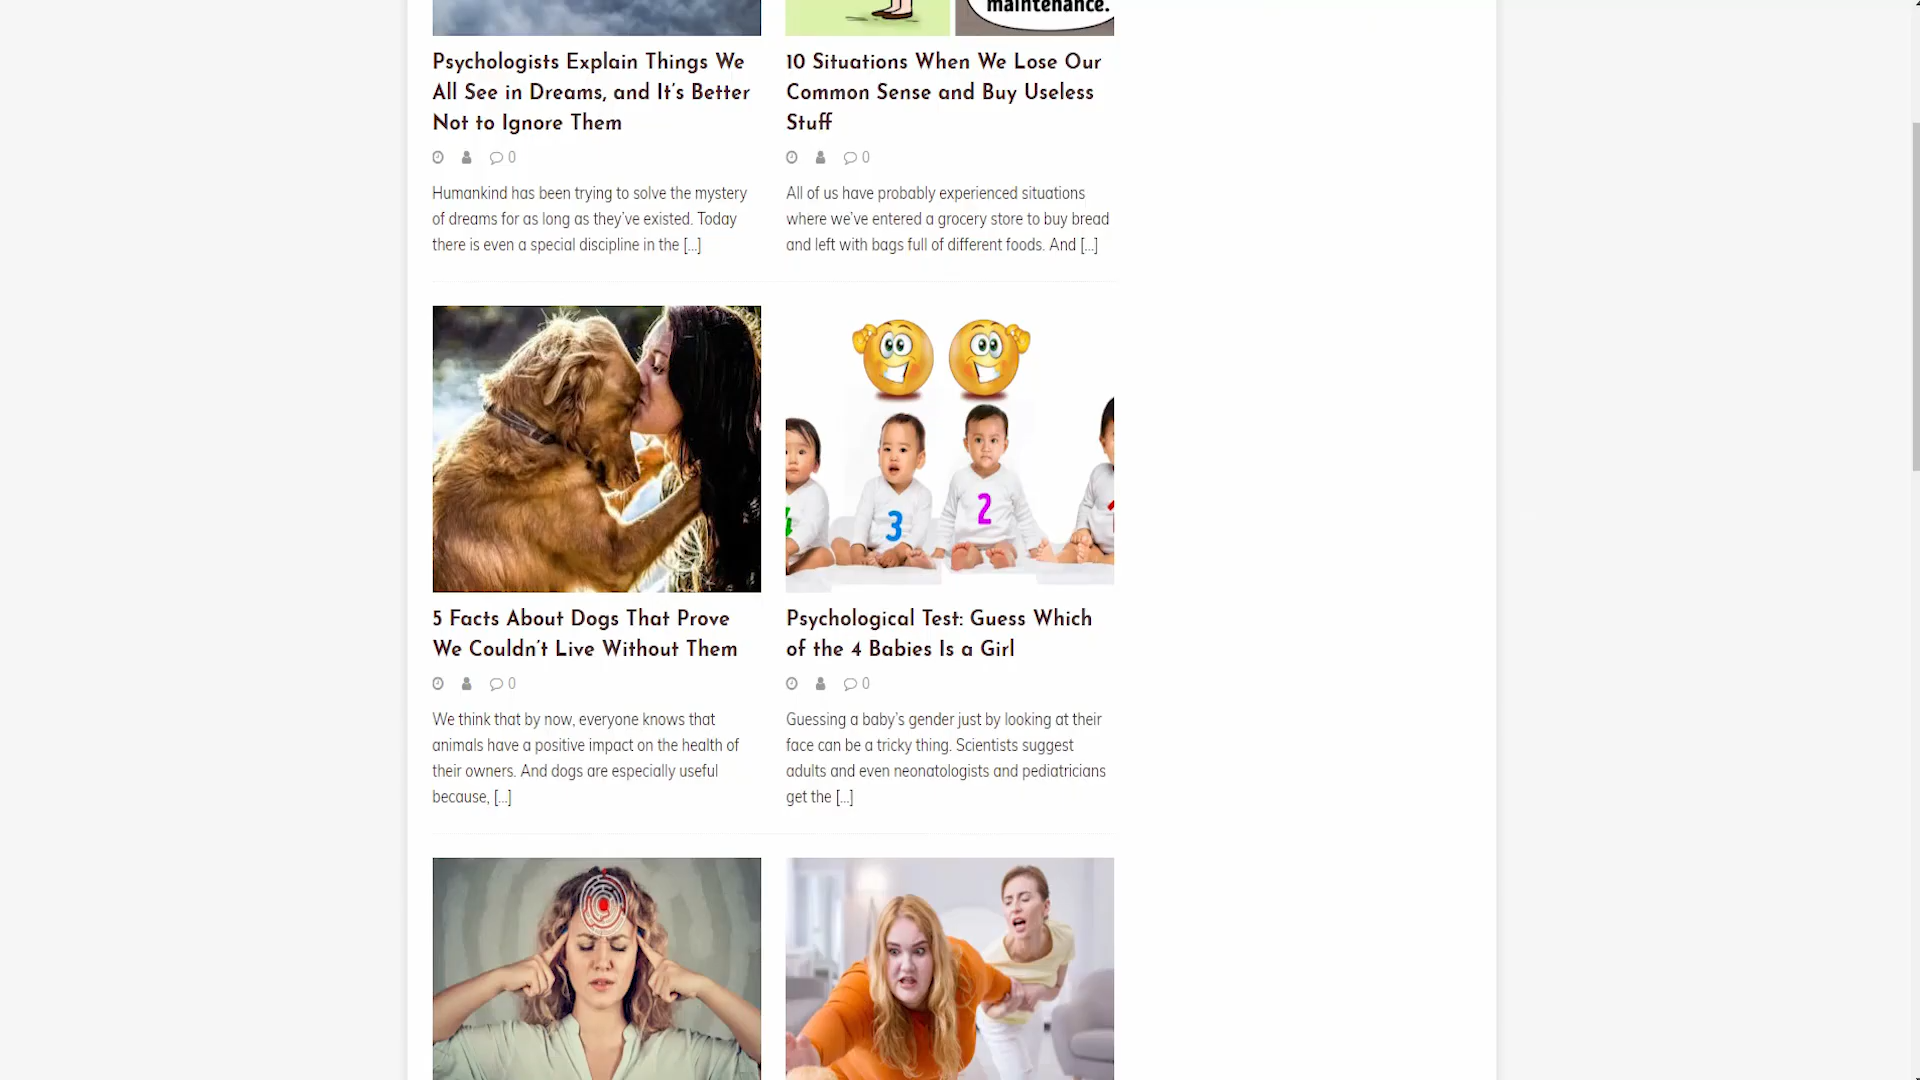 maintenance.
Psychologists Explain Things We
All See in Dreams, and It’s Better
Not to Ignore Them
0
Humankind has been trying to solve the mystery
of dreams for as long as they’ve existed. Today
there is even a special discipline in the [...]
10 Situations When We Lose Our
Common Sense and Buy Useless
Stuff
0
All of us have probably experienced situations
where we’ve entered a grocery store to buy bread
and left with bags full of different foods. And [...]
5 Facts About Dogs That Prove
We Couldn’t Live Without Them
0
We think that by now, everyone knows that
animals have a positive impact on the health of
their owners. And dogs are especially useful
because, [...]
3
2
Psychological Test: Guess Which
of the 4 Babies Is a Girl
0
Guessing a baby’s gender just by looking at their
face can be a tricky thing. Scientists suggest
adults and even neonatologists and pediatricians
get the [...]